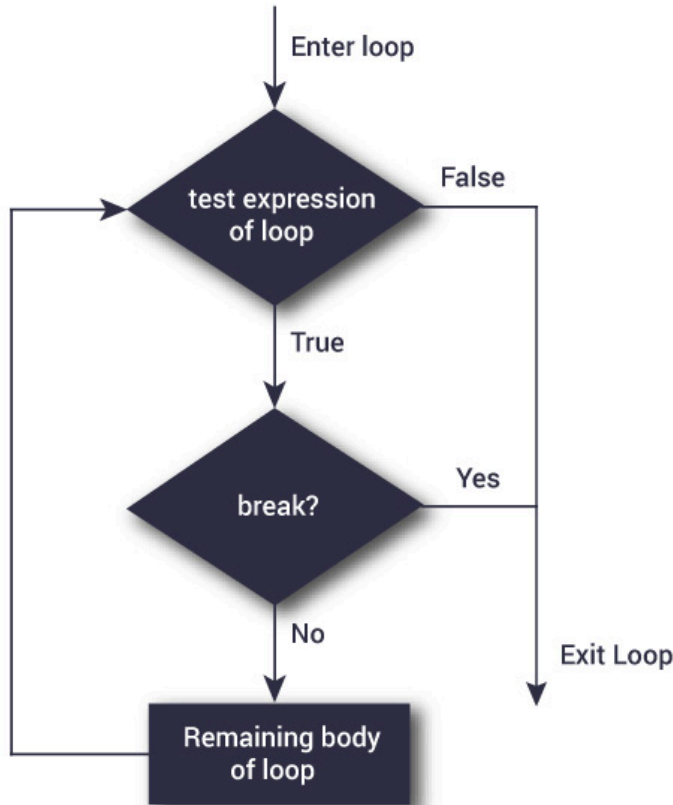 Enter loop
test expression
of loop
False
True
break?
Yes
No
Exit Loop
Remaining body
of loop